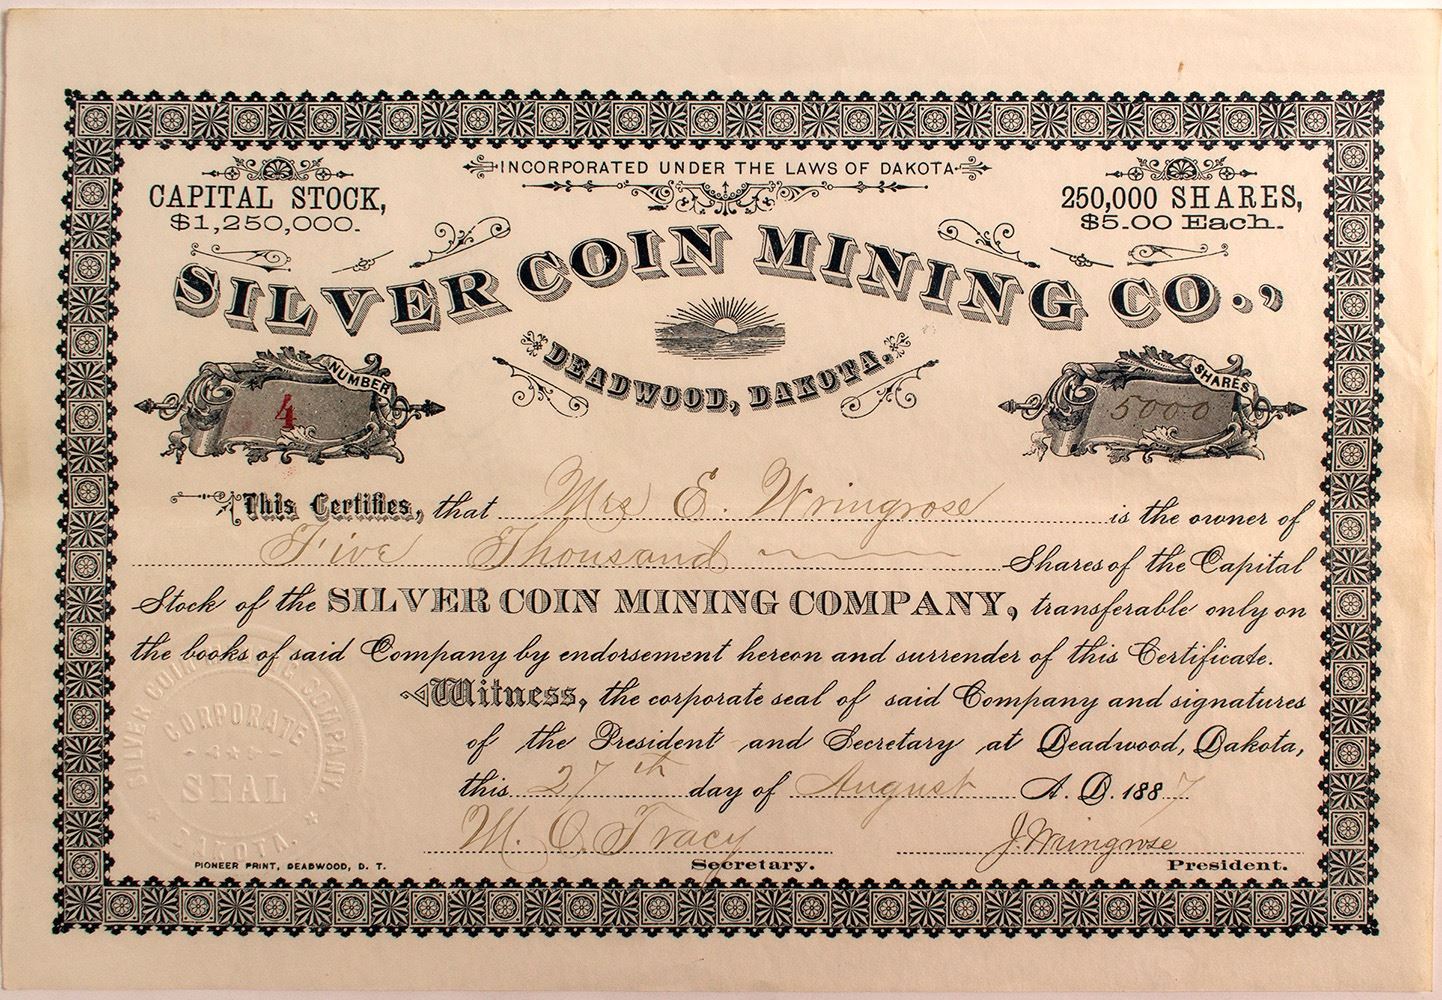 INCORPORATED UNDER THE LAWS OF DAKOTA
CAPITAL STOCK,
$1,250,000.
250,000 SHARES,
$5.00 Each.
SILVER COIN MINING CO.,
DEADWOOD, DAKOTA.
NUMBER
4
SHARES
5000
This Certifies, that Mrs E. Wringrose is the owner of
Five Thousand Shares of the Capital
Stock of the SILVER COIN MINING COMPANY, transferable only on
the books of said Company by endorsement hereon and surrender of this Certificate.
Witness, the corporate seal of said Company and signatures
of the President and Secretary at Deadwood, Dakota,
this 27th day of August A. D. 1887
M. O. Tracy Secretary.
J. Wringrose President.
SILVER COIN MINING COMPANY,
CORPORATE
SEAL
DAKOTA.
PIONEER PRINT, DEADWOOD, D. T.